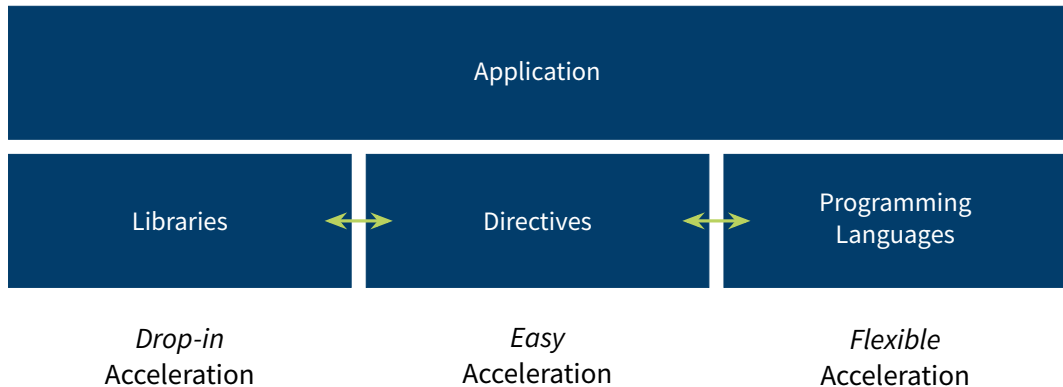 Application
Libraries
Directives
Programming
Languages
Drop-in
Acceleration
Easy
Acceleration
Flexible
Acceleration